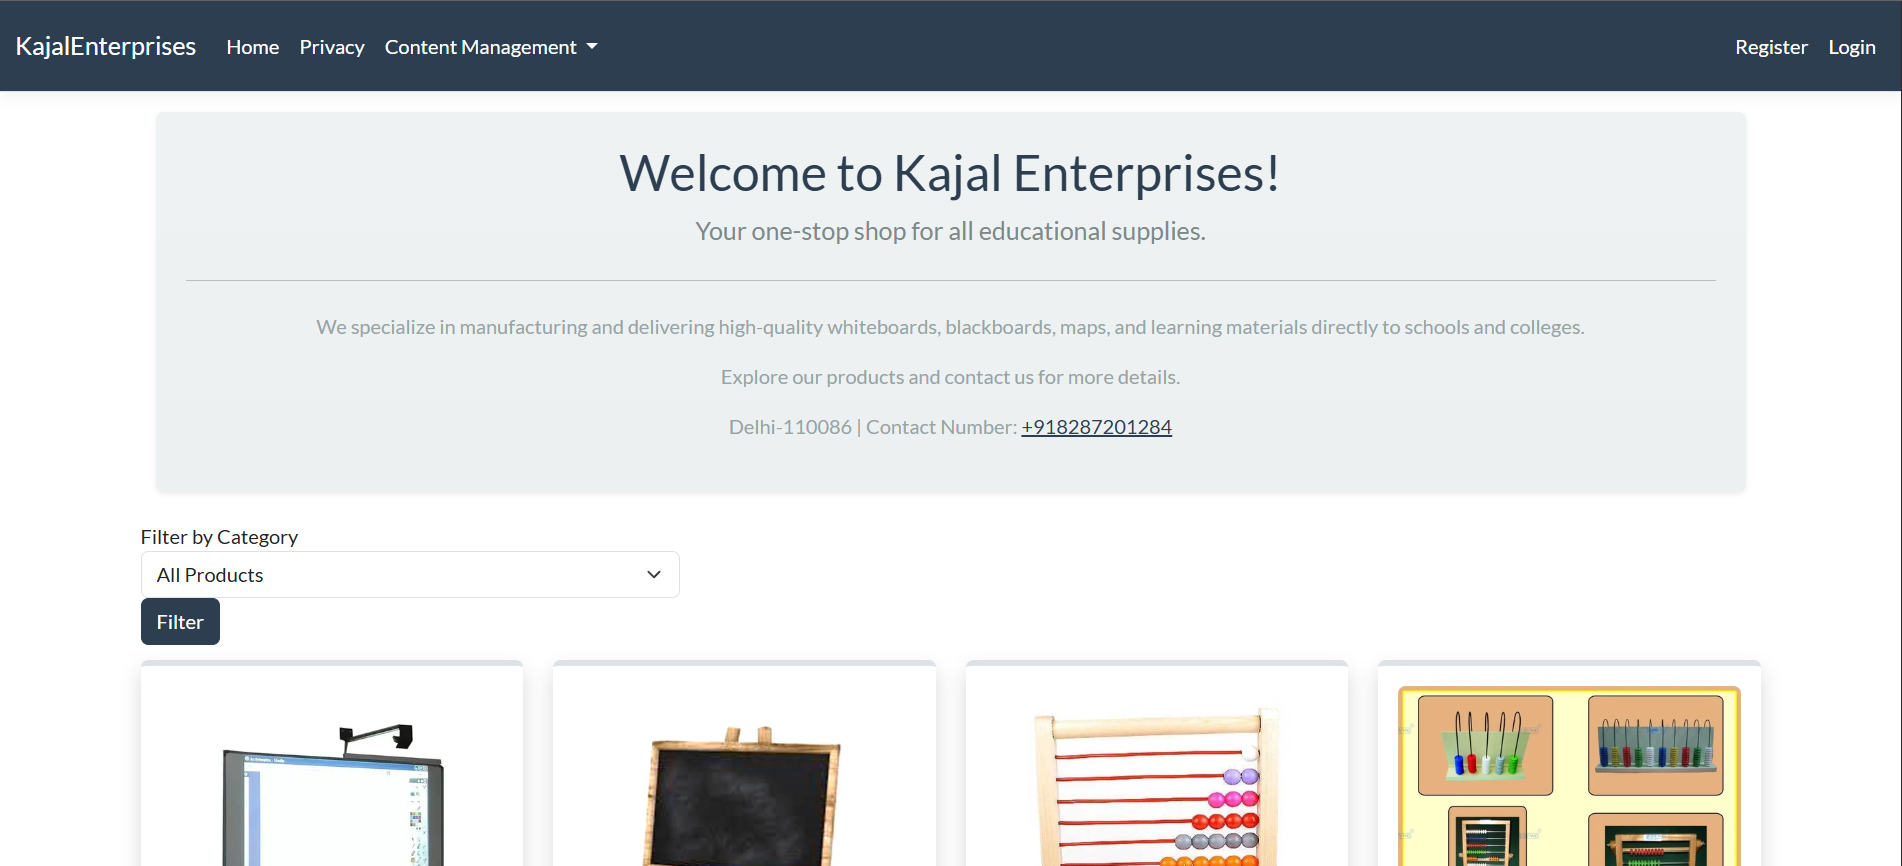 KajalEnterprises Home Privacy Content Management Register Login
Welcome to Kajal Enterprises!
Your one-stop shop for all educational supplies.
We specialize in manufacturing and delivering high-quality whiteboards, blackboards, maps, and learning materials directly to schools and colleges.
Explore our products and contact us for more details.
Delhi-110086 | Contact Number: +918287201284
Filter by Category
All Products
Filter